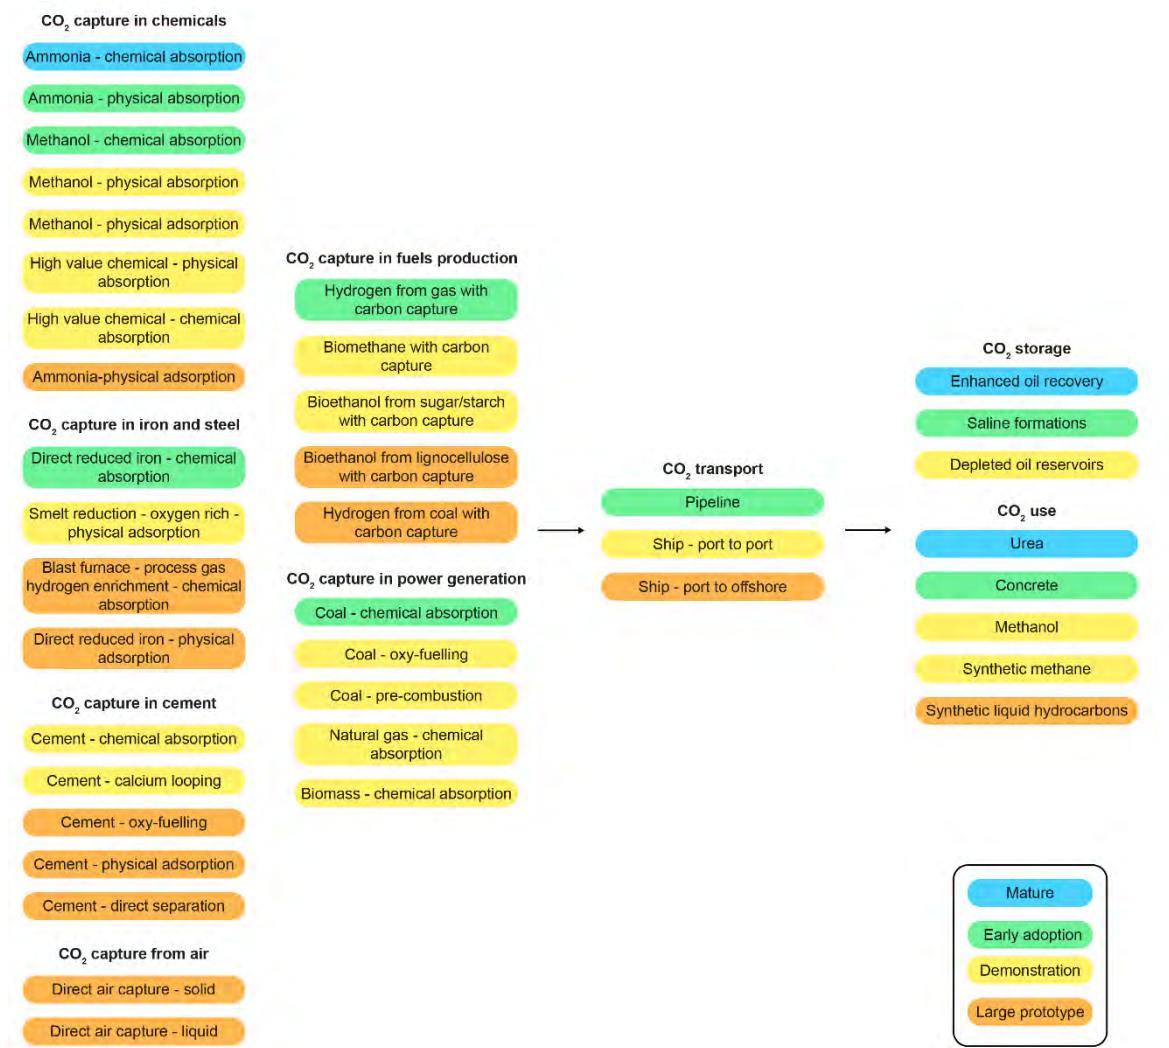 CO2 capture in chemicals
Ammonia - chemical absorption
Ammonia - physical absorption
Methanol - chemical absorption
Methanol - physical absorption
Methanol - physical adsorption
High value chemical - physical
absorption
High value chemical - chemical
absorption
Ammonia-physical adsorption
CO2 capture in iron and steel
Direct reduced iron - chemical
absorption
Smelt reduction - oxygen rich -
physical adsorption
Blast furnace - process gas
hydrogen enrichment - chemical
absorption
Direct reduced iron - physical
adsorption
CO2 capture in cement
Cement - chemical absorption
Cement - calcium looping
Cement - oxy-fuelling
Cement - physical adsorption
Cement - direct separation
CO2 capture from air
Direct air capture - solid
Direct air capture - liquid
CO2 capture in fuels production
Hydrogen from gas with
carbon capture
Biomethane with carbon
capture
Bioethanol from sugar/starch
with carbon capture
Bioethanol from lignocellulose
with carbon capture
Hydrogen from coal with
carbon capture
CO2 capture in power generation
Coal - chemical absorption
Coal - oxy-fuelling
Coal - pre-combustion
Natural gas - chemical
absorption
Biomass - chemical absorption
CO2 transport
Pipeline
Ship - port to port
Ship - port to offshore
CO2 storage
Enhanced oil recovery
Saline formations
Depleted oil reservoirs
CO2 use
Urea
Concrete
Methanol
Synthetic methane
Synthetic liquid hydrocarbons
Mature
Early adoption
Demonstration
Large prototype